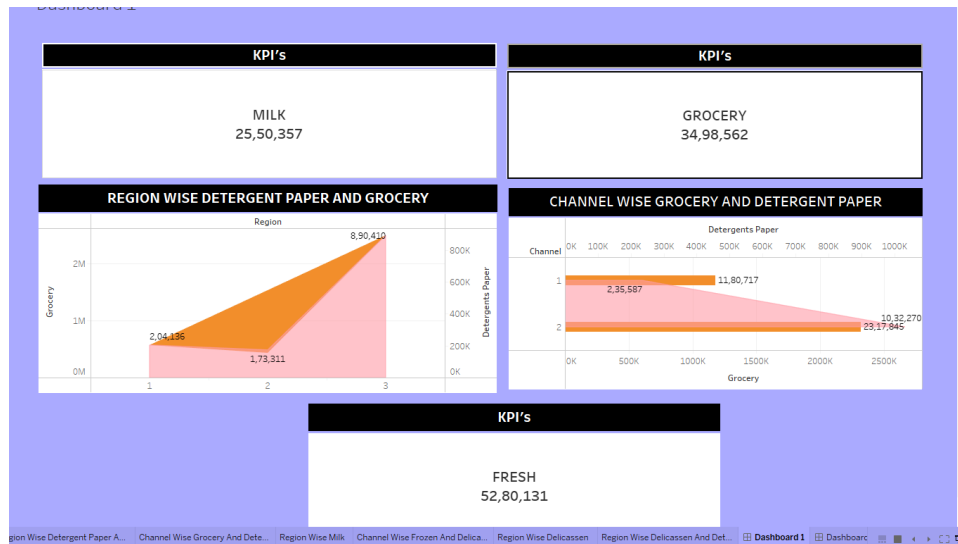 Dashboard 1
KPI's
KPI's
MILK
25,50,357
GROCERY
34,98,562
REGION WISE DETERGENT PAPER AND GROCERY
Region
8,90,410
2M
1M
0M
Grocery
2,04,136
1,73,311
800K
600K
400K
200K
0K
Detergents Paper
1
2
3
CHANNEL WISE GROCERY AND DETERGENT PAPER
Detergents Paper
Channel
0K 100K 200K 300K 400K 500K 600K 700K 800K 900K 1000K
1
11,80,717
2,35,587
10,32,270
2
23,17,845
0K 500K 1000K 1500K 2000K 2500K
Grocery
KPI's
FRESH
52,80,131
gion Wise Detergent Paper A... Channel Wise Grocery And Dete... Region Wise Milk Channel Wise Frozen And Delica... Region Wise Delicassen Region Wise Delicassen And Det... Dashboard 1 Dashboarc